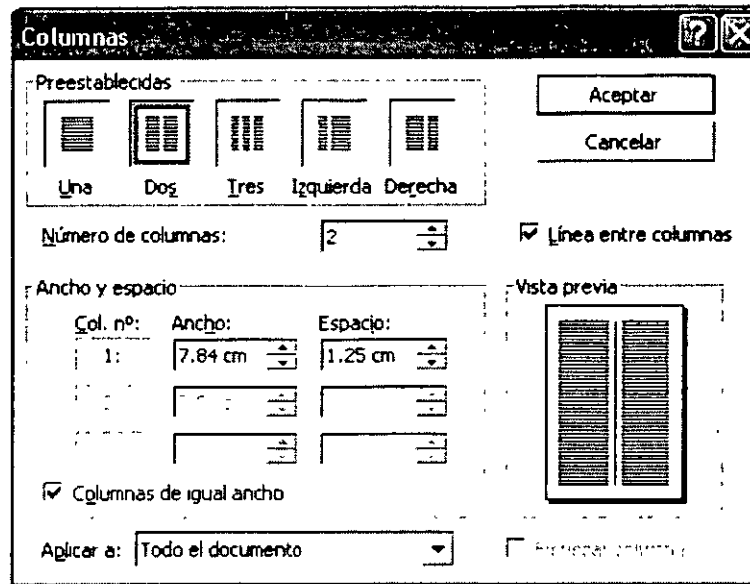 Columnas
Preestablecidas
Una Dos Tres Izquierda Derecha
Aceptar
Cancelar
Número de columnas: 2
Línea entre columnas
Ancho y espacio
Col. nº: Ancho: Espacio:
1: 7.84 cm 1.25 cm
Columnas de igual ancho
Vista previa
Aplicar a: Todo el documento